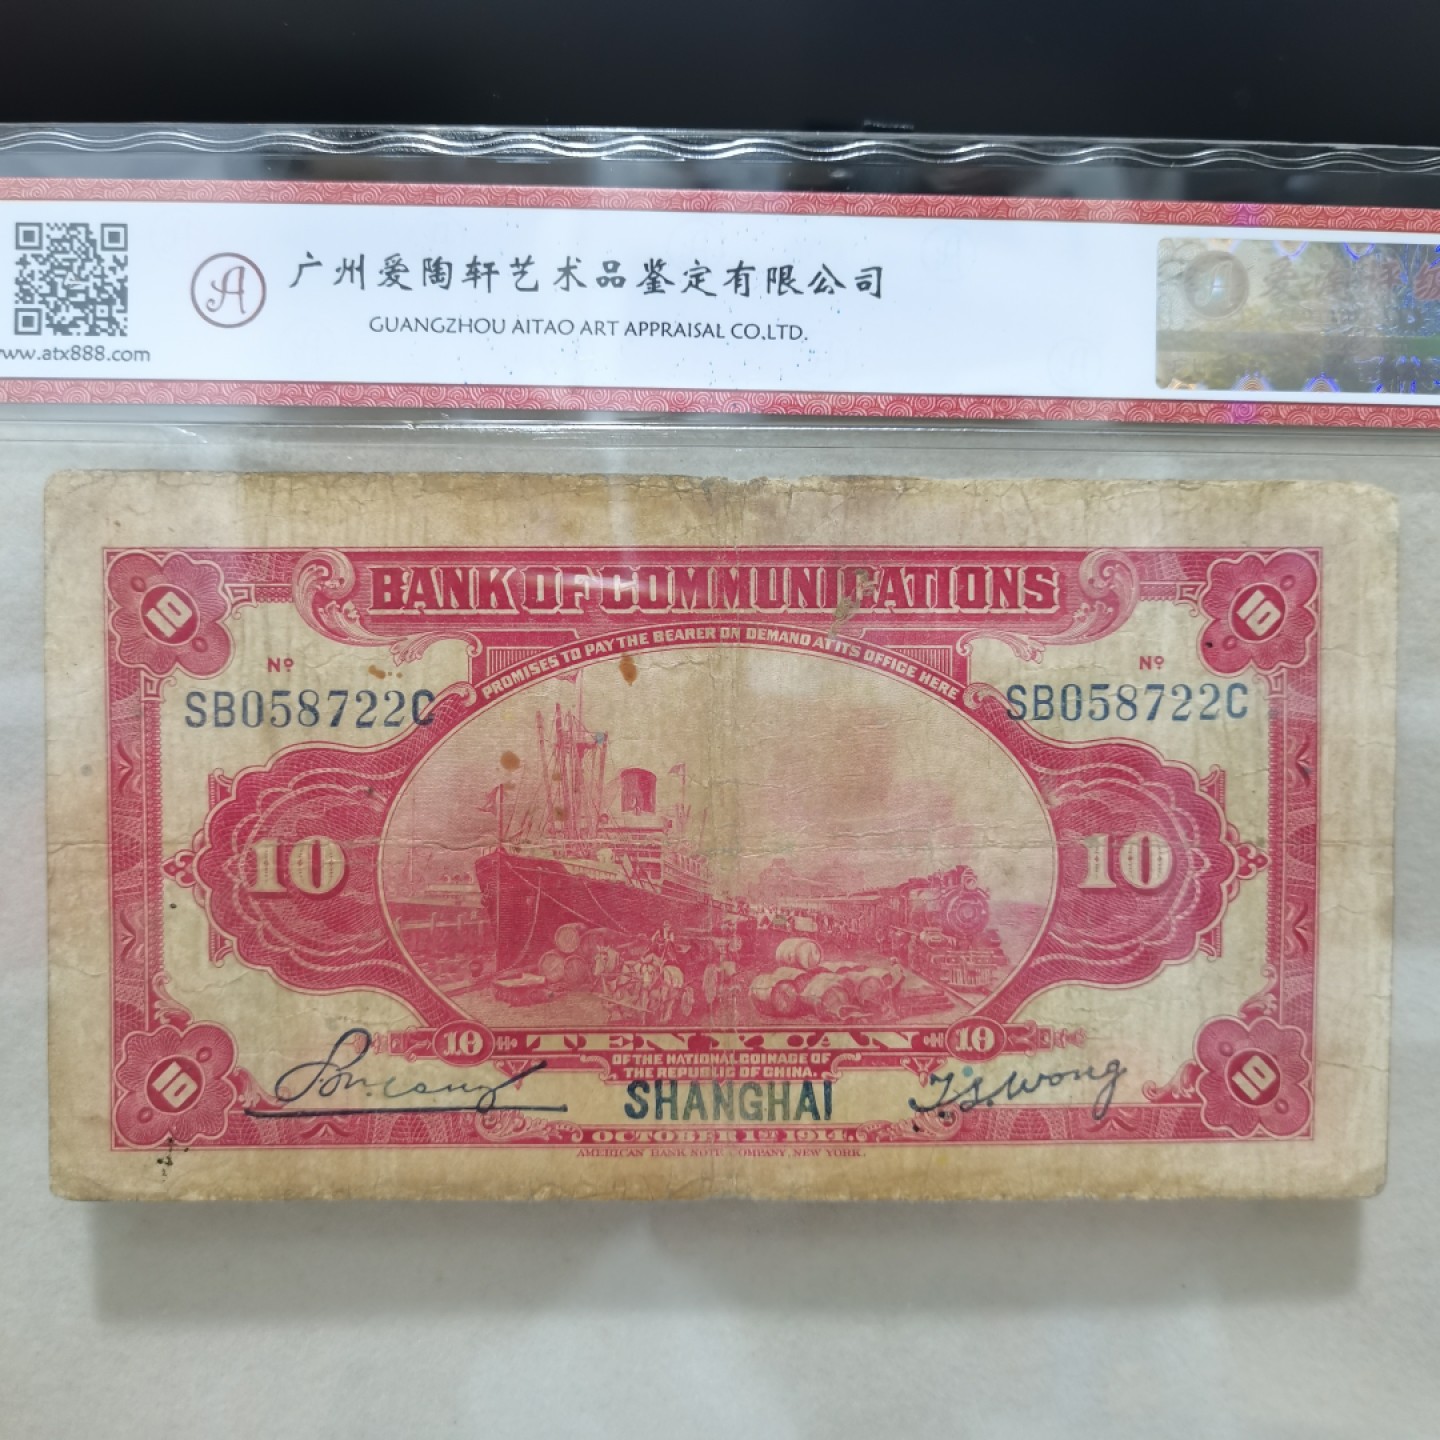 广州爱陶轩艺术品鉴定有限公司
GUANGZHOU AITAO ART APPRAISAL CO.,LTD.
www.atx888.com
BANK OF COMMUNICATIONS
PROMISES TO PAY THE BEARER ON DEMAND AT ITS OFFICE HERE
10
10
Nº
Nº
SB058722C
SB058722C
10
10
10 TEN YUAN 10
OF THE NATIONAL COINAGE OF
THE REPUBLIC OF CHINA.
10
SHANGHAI
T.S. Wong
10
OCTOBER 1ST 1914.
AMERICAN BANK NOTE COMPANY, NEW YORK.